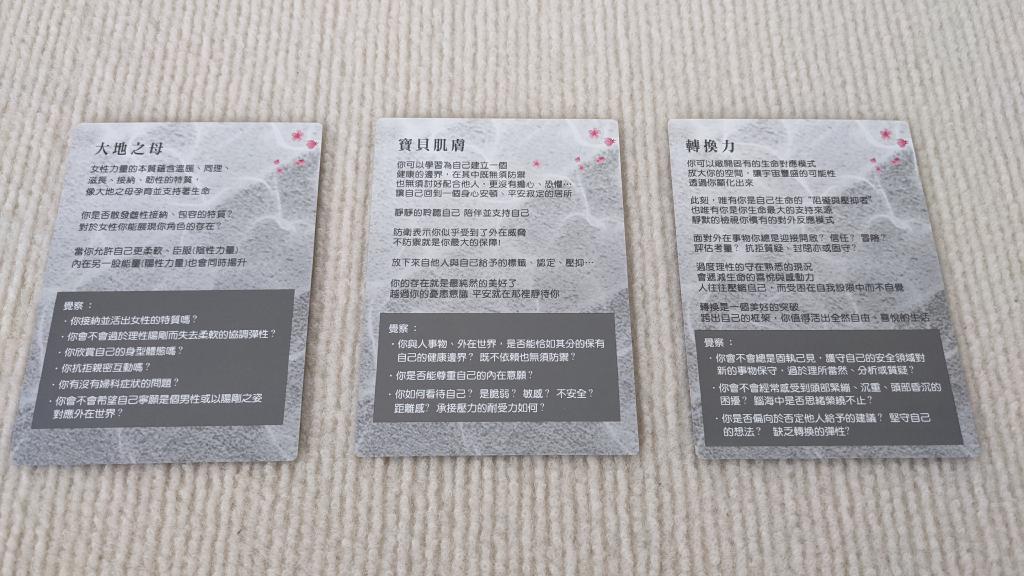 大地之母
女性力量的本質蘊含溫暖、同理、
滋長、接納、韌性的特質，
像大地之母孕育並支持著生命
你是否散發雌性接納、包容的特質？
對於女性你能展現你角色的存在？
當你允許自己更柔軟、臣服（陰性力量）
內在另一股能量（陽性力量）也會同時揚升
覺察：
・你接納並活出女性的特質嗎？
・你會不會過於理性陽剛而失去柔軟的協調彈性？
・你欣賞自己的身型體態嗎？
・你抗拒親密互動嗎？
・你有沒有婦科症狀的問題？
・你會不會希望自己寧願是個男性或以陽剛之姿
對應外在世界？
寶貝肌膚
你可以學習為自己建立一個
健康的邊界，在其中既無須防禦
也無須討好配合他人，更沒有擔心、恐懼…
讓自己回到一個身心安頓、平安寂定的居所
靜靜的聆聽自己 陪伴並支持自己
防衛表示你似乎受到了外在威脅
不防禦就是你最大的保障！
放下來自他人與自己給予的標籤、認定、壓抑…
你的存在就是最純然的美好了
越過你的憂慮意識 平安就在那裡靜待你
覺察：
・你與人事物、外在世界，是否能恰如其分的保有
自己的健康邊界？ 既不依賴也無須防禦？
・你是否能尊重自己的內在意願？
・你如何看待自己？ 是脆弱？ 敏感？ 不安全？
距離感？ 承接壓力的耐受力如何？
轉換力
你可以敞開固有的生命對應模式
放大你的空間，讓宇宙豐盛的可能性
透過你顯化出來
此刻，唯有你是自己生命的“阻礙與壓抑者”
也唯有你是你生命最大的支持來源
靜默的檢視你慣有的對外反應模式
面對外在事物你總是迎接開啟？ 信任？ 冒險？
評估考量？ 抗拒質疑、封閉亦或固守？
過度理性的守在熟悉的現況
會遞減生命的喜悅與感動力
人往往壓縮自己，而受困在自我設限中而不自覺
轉換是一個美好的突破
跨出自己的框架，你值得活出全然自由、喜悅的生活
覺察：
・你會不會總是固執己見，護守自己的安全領域對
新的事物保守，過於理所當然、分析或質疑？
・你會不會經常感受到頭部緊繃、沉重、頭部昏沉的
困擾？ 腦海中是否思緒縈繞不止？
・你是否偏向於否定他人給予的建議？ 堅守自己
的想法？ 缺乏轉換的彈性？